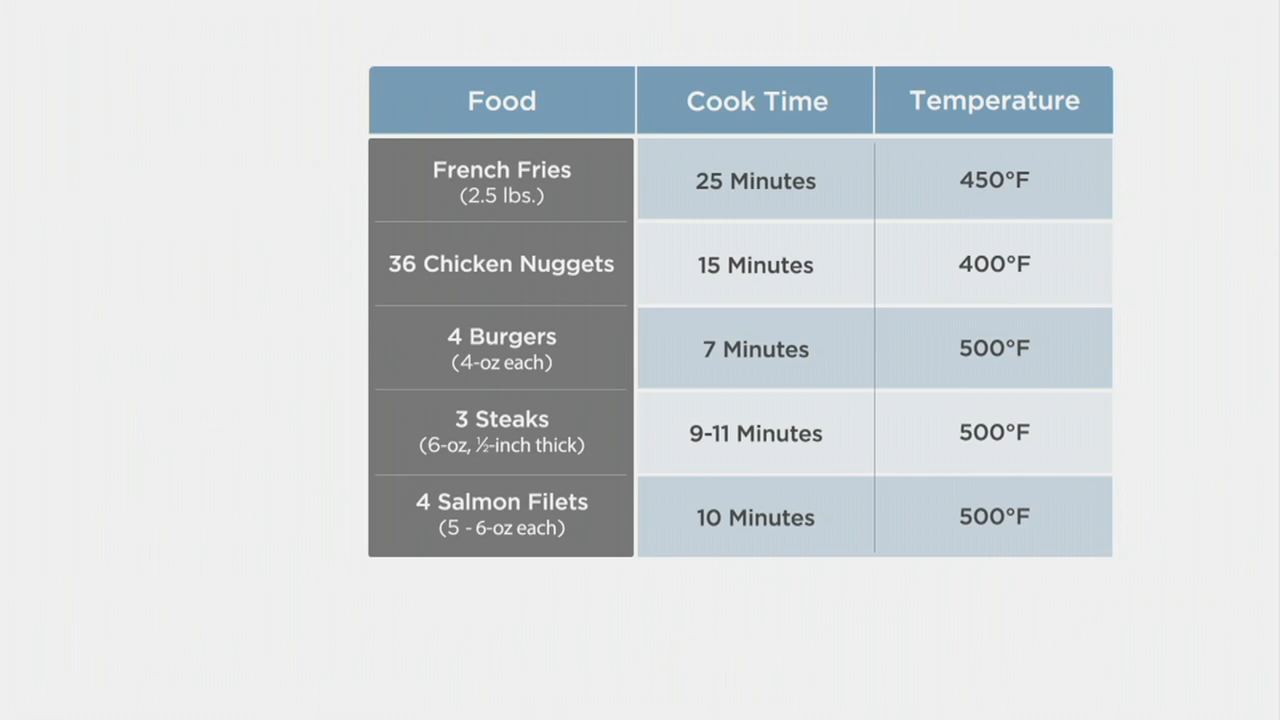 Food Cook Time Temperature
French Fries
(2.5 lbs.)
25 Minutes 450°F
36 Chicken Nuggets 15 Minutes 400°F
4 Burgers
(4-oz each)
7 Minutes 500°F
3 Steaks
(6-oz, ½-inch thick)
9-11 Minutes 500°F
4 Salmon Filets
(5 - 6-oz each)
10 Minutes 500°F